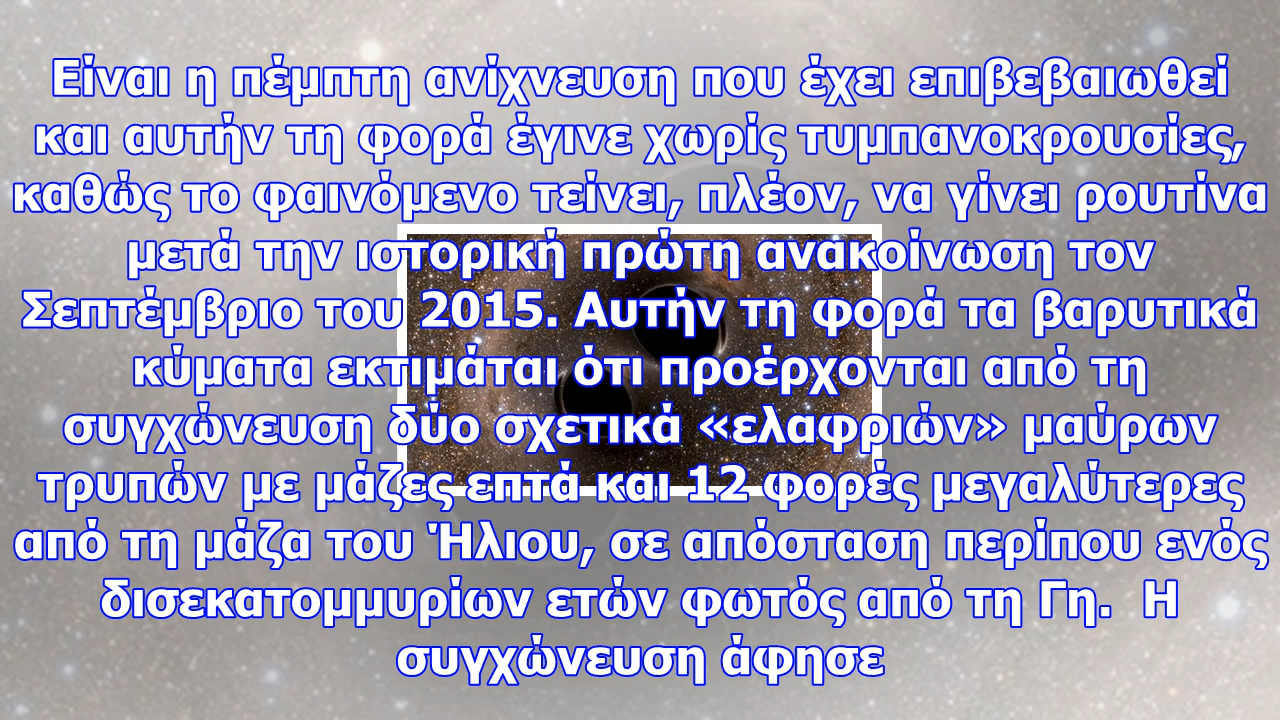 Είναι η πέμπτη ανίχνευση που έχει επιβεβαιωθεί
και αυτήν τη φορά έγινε χωρίς τυμπανοκρουσίες,
καθώς το φαινόμενο τείνει, πλέον, να γίνει ρουτίνα
μετά την ιστορική πρώτη ανακοίνωση τον
Σεπτέμβριο του 2015. Αυτήν τη φορά τα βαρυτικά
κύματα εκτιμάται ότι προέρχονται από τη
συγχώνευση δύο σχετικά «ελαφριών» μαύρων
τρυπών με μάζες επτά και 12 φορές μεγαλύτερες
από τη μάζα του Ήλιου, σε απόσταση περίπου ενός
δισεκατομμυρίων ετών φωτός από τη Γη.  Η
συγχώνευση άφησε